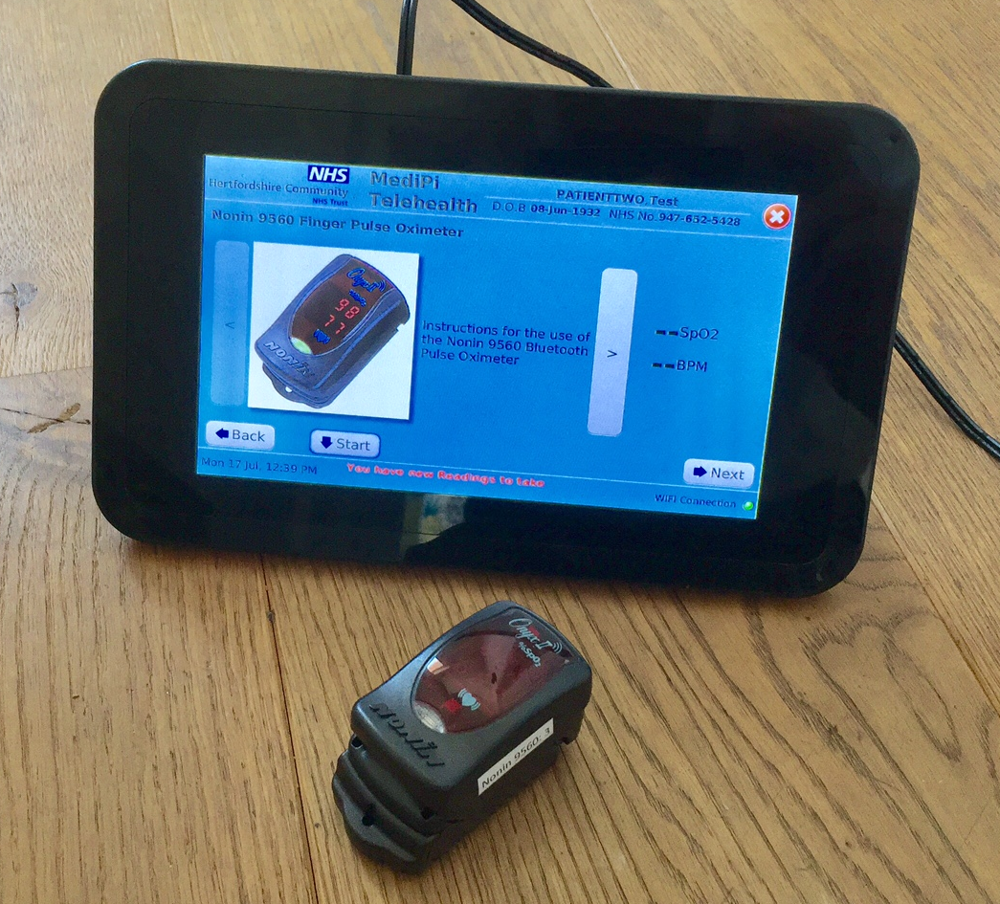 NHS
Hertfordshire Community
NHS Trust
MediPi
Telehealth
PATIENTTWO Test
D.O.B 08-Jun-1932 NHS No.947-652-5428
Nonin 9560 Finger Pulse Oximeter
<
Onyx II
98
77
NONIN
Instructions for the use of
the Nonin 9560 Bluetooth
Pulse Oximeter
>
--SpO2
--BPM
Back
Start
Next
Mon 17 Jul, 12:39 PM
You have new Readings to take
WiFi Connection
Onyx II
%SpO2
NONIN
Nonin 9560: 3